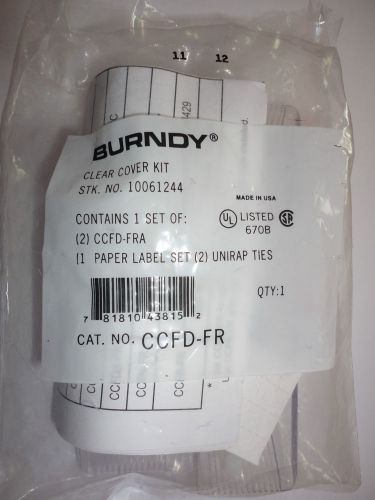 11 12
BURNDY®
CLEAR COVER KIT
STK. NO. 10061244
MADE IN USA
CONTAINS 1 SET OF:
UL LISTED SA
670B
(2) CCFD-FRA
(1 PAPER LABEL SET (2) UNIRAP TIES
QTY:1
7 81810 43815 2
CAT. NO. CCFD-FR